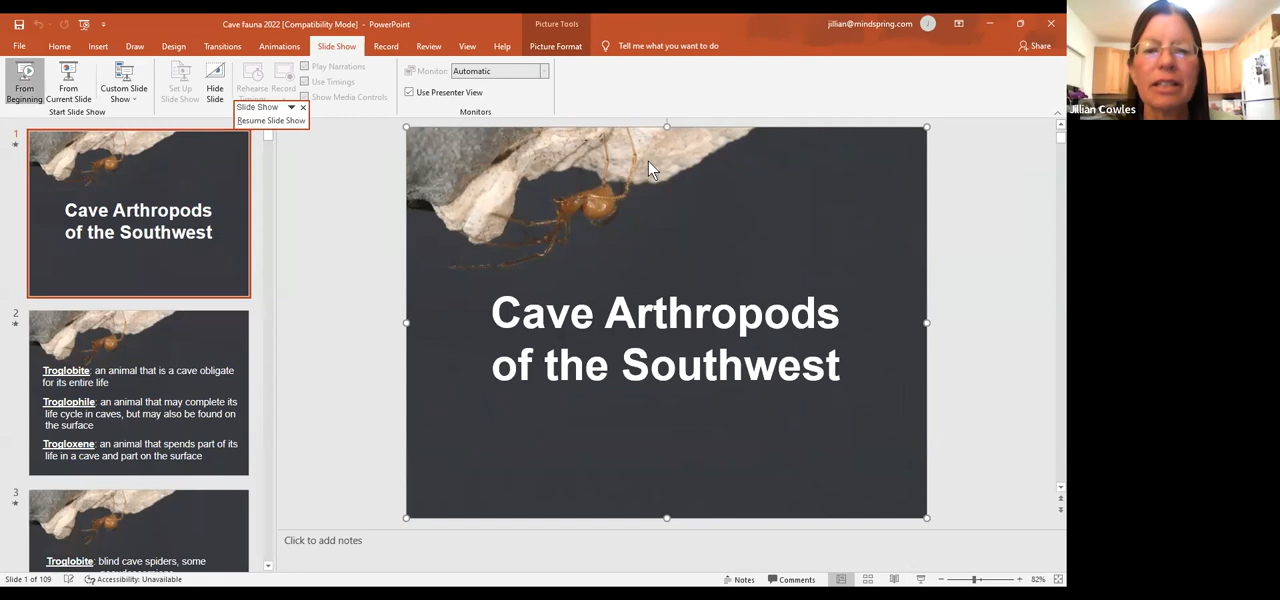 Cave fauna 2022 [Compatibility Mode] - PowerPoint
Picture Tools
jillian@mindspring.com
J
File
Home
Insert
Draw
Design
Transitions
Animations
Slide Show
Record
Review
View
Help
Picture Format
Tell me what you want to do
Share
From
Beginning
From
Current Slide
Custom Slide
Show
Set Up
Slide Show
Hide
Slide
Rehearse
Record
Play Narrations
Use Timings
Show Media Controls
Monitor:
Automatic
Use Presenter View
Start Slide Show
Monitors
Slide Show
Resume Slide Show
Jillian Cowles
1
Cave Arthropods
of the Southwest
2
Troglobite: an animal that is a cave obligate
for its entire life
Troglophile: an animal that may complete its
life cycle in caves, but may also be found on
the surface
Trogloxene: an animal that spends part of its
life in a cave and part on the surface
3
Troglobite: blind cave spiders, some
Cave Arthropods
of the Southwest
Click to add notes
Slide 1 of 109
Accessibility: Unavailable
Notes
Comments
82%